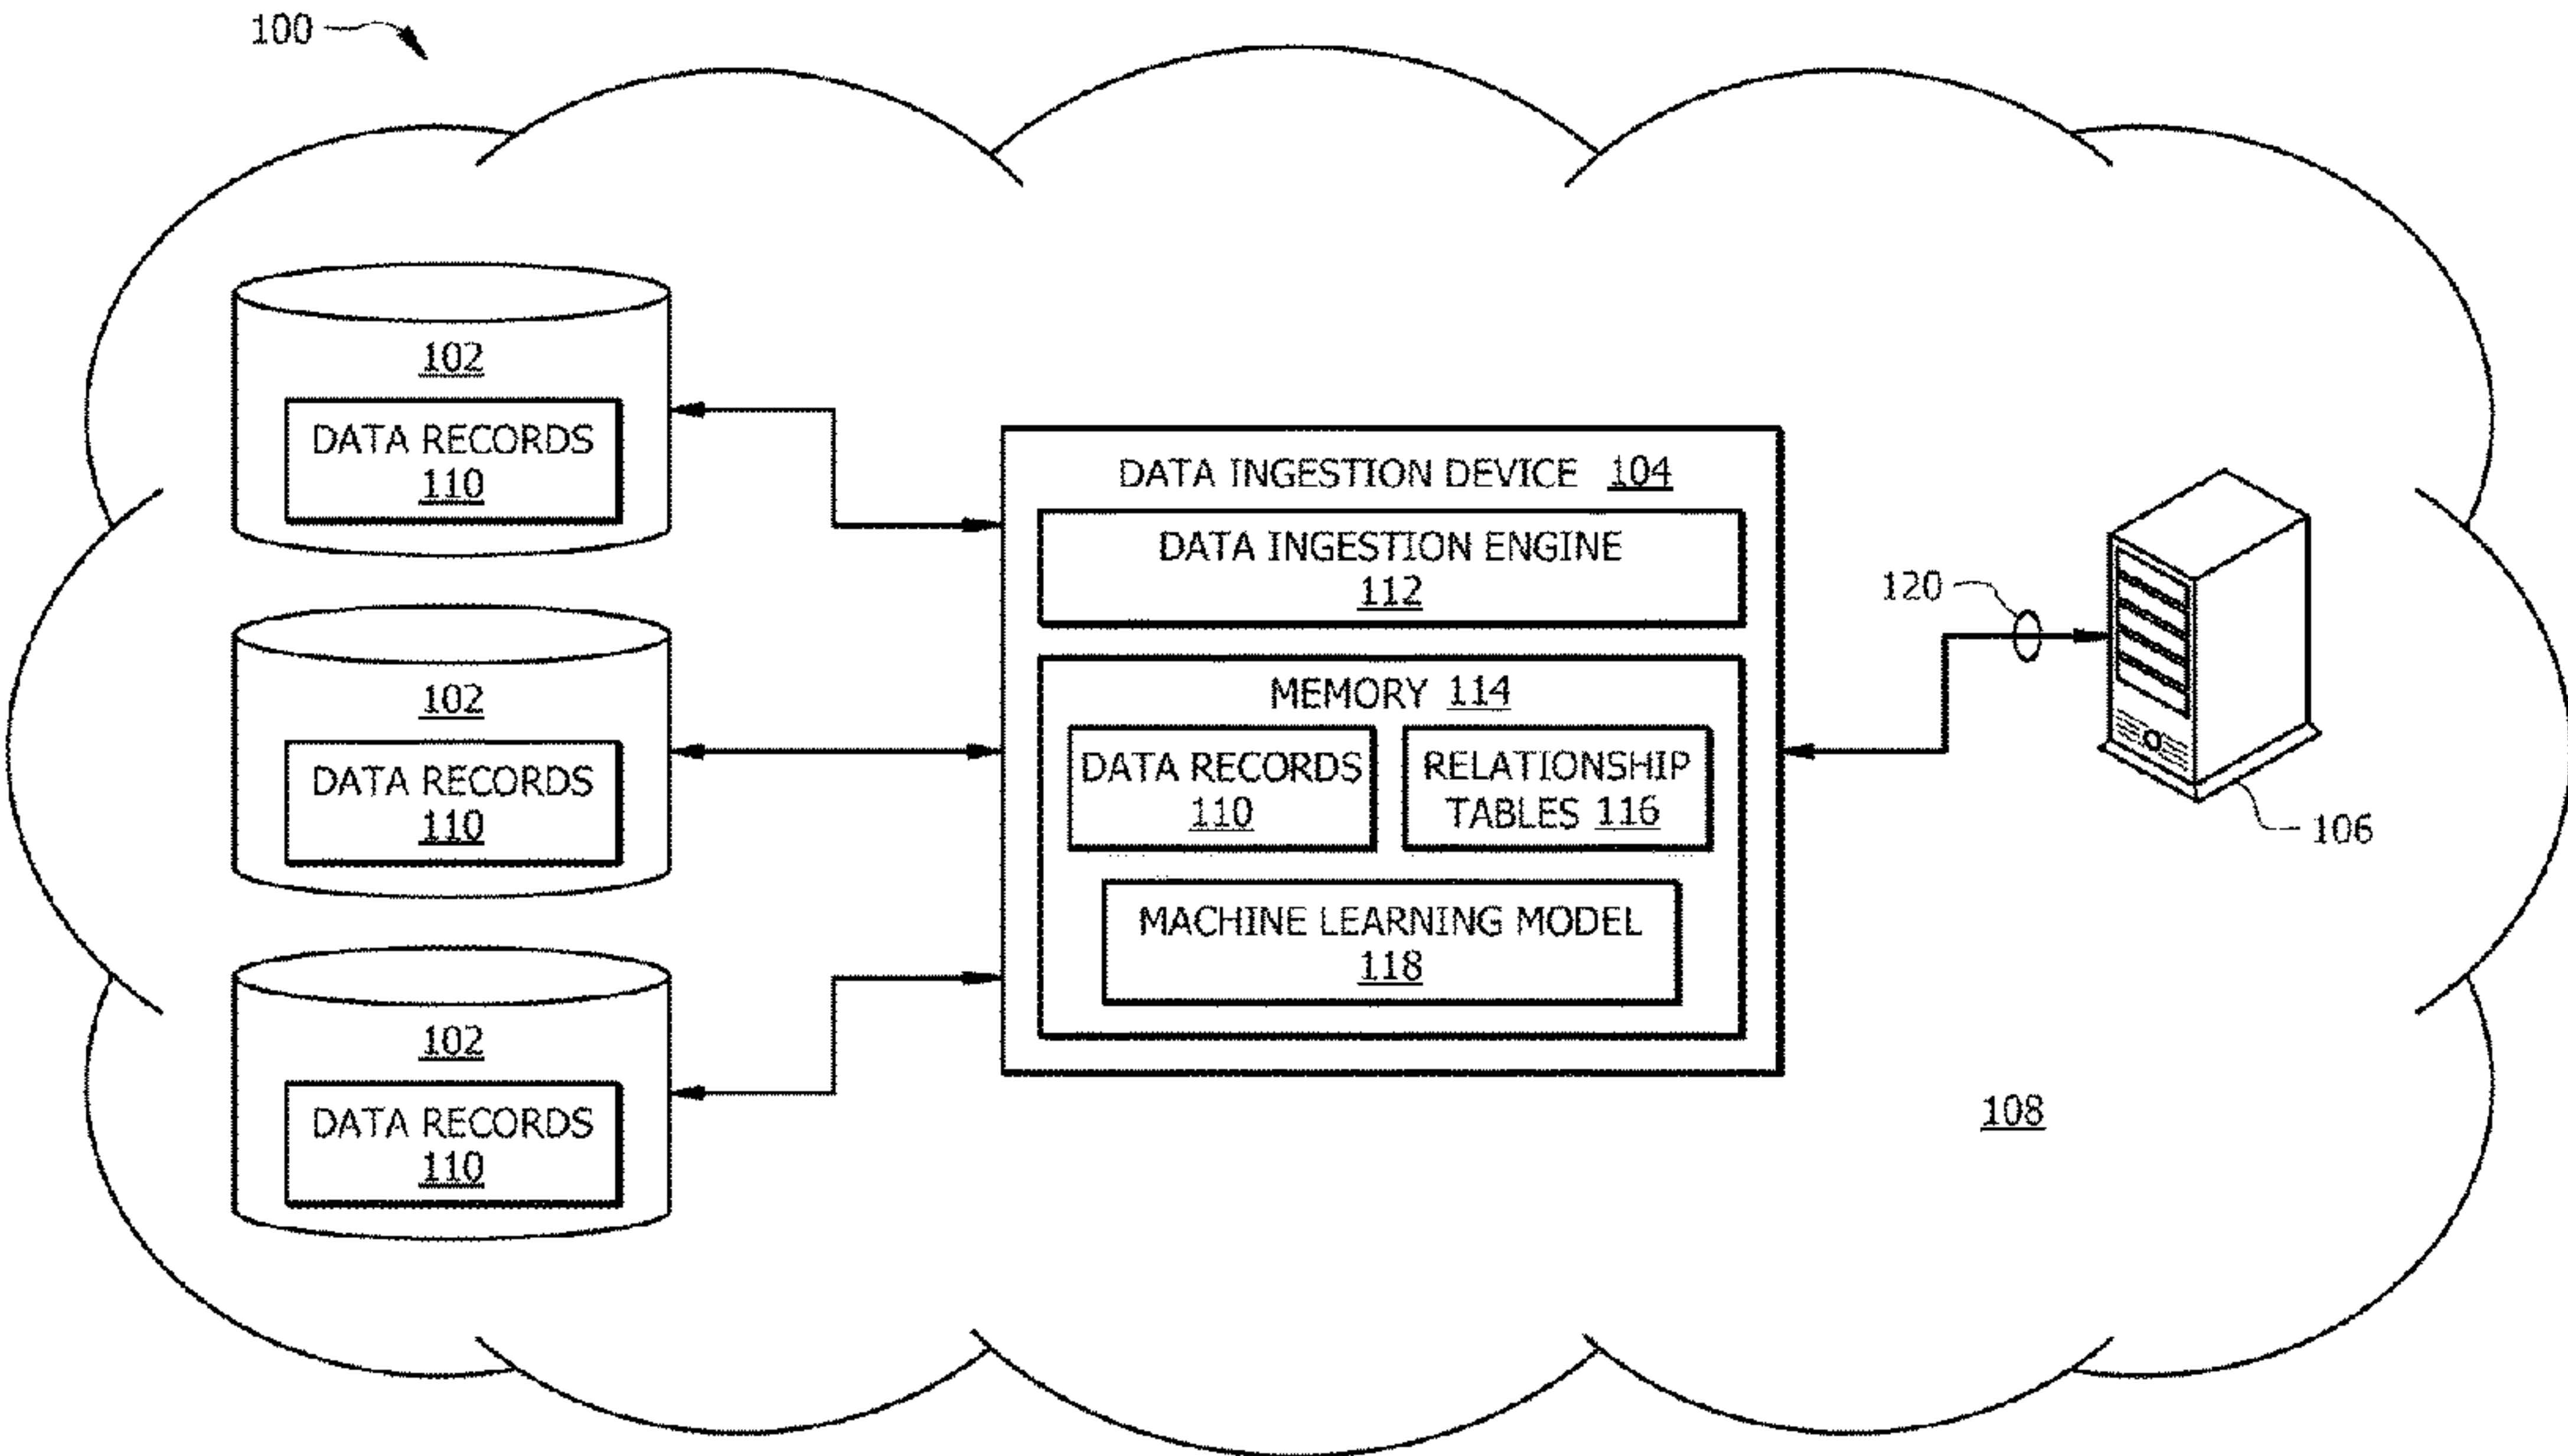 100
102
DATA RECORDS
110
102
DATA RECORDS
110
102
DATA RECORDS
110
DATA INGESTION DEVICE 104
DATA INGESTION ENGINE
112
MEMORY 114
DATA RECORDS
110
RELATIONSHIP
TABLES 116
MACHINE LEARNING MODEL
118
120
106
108